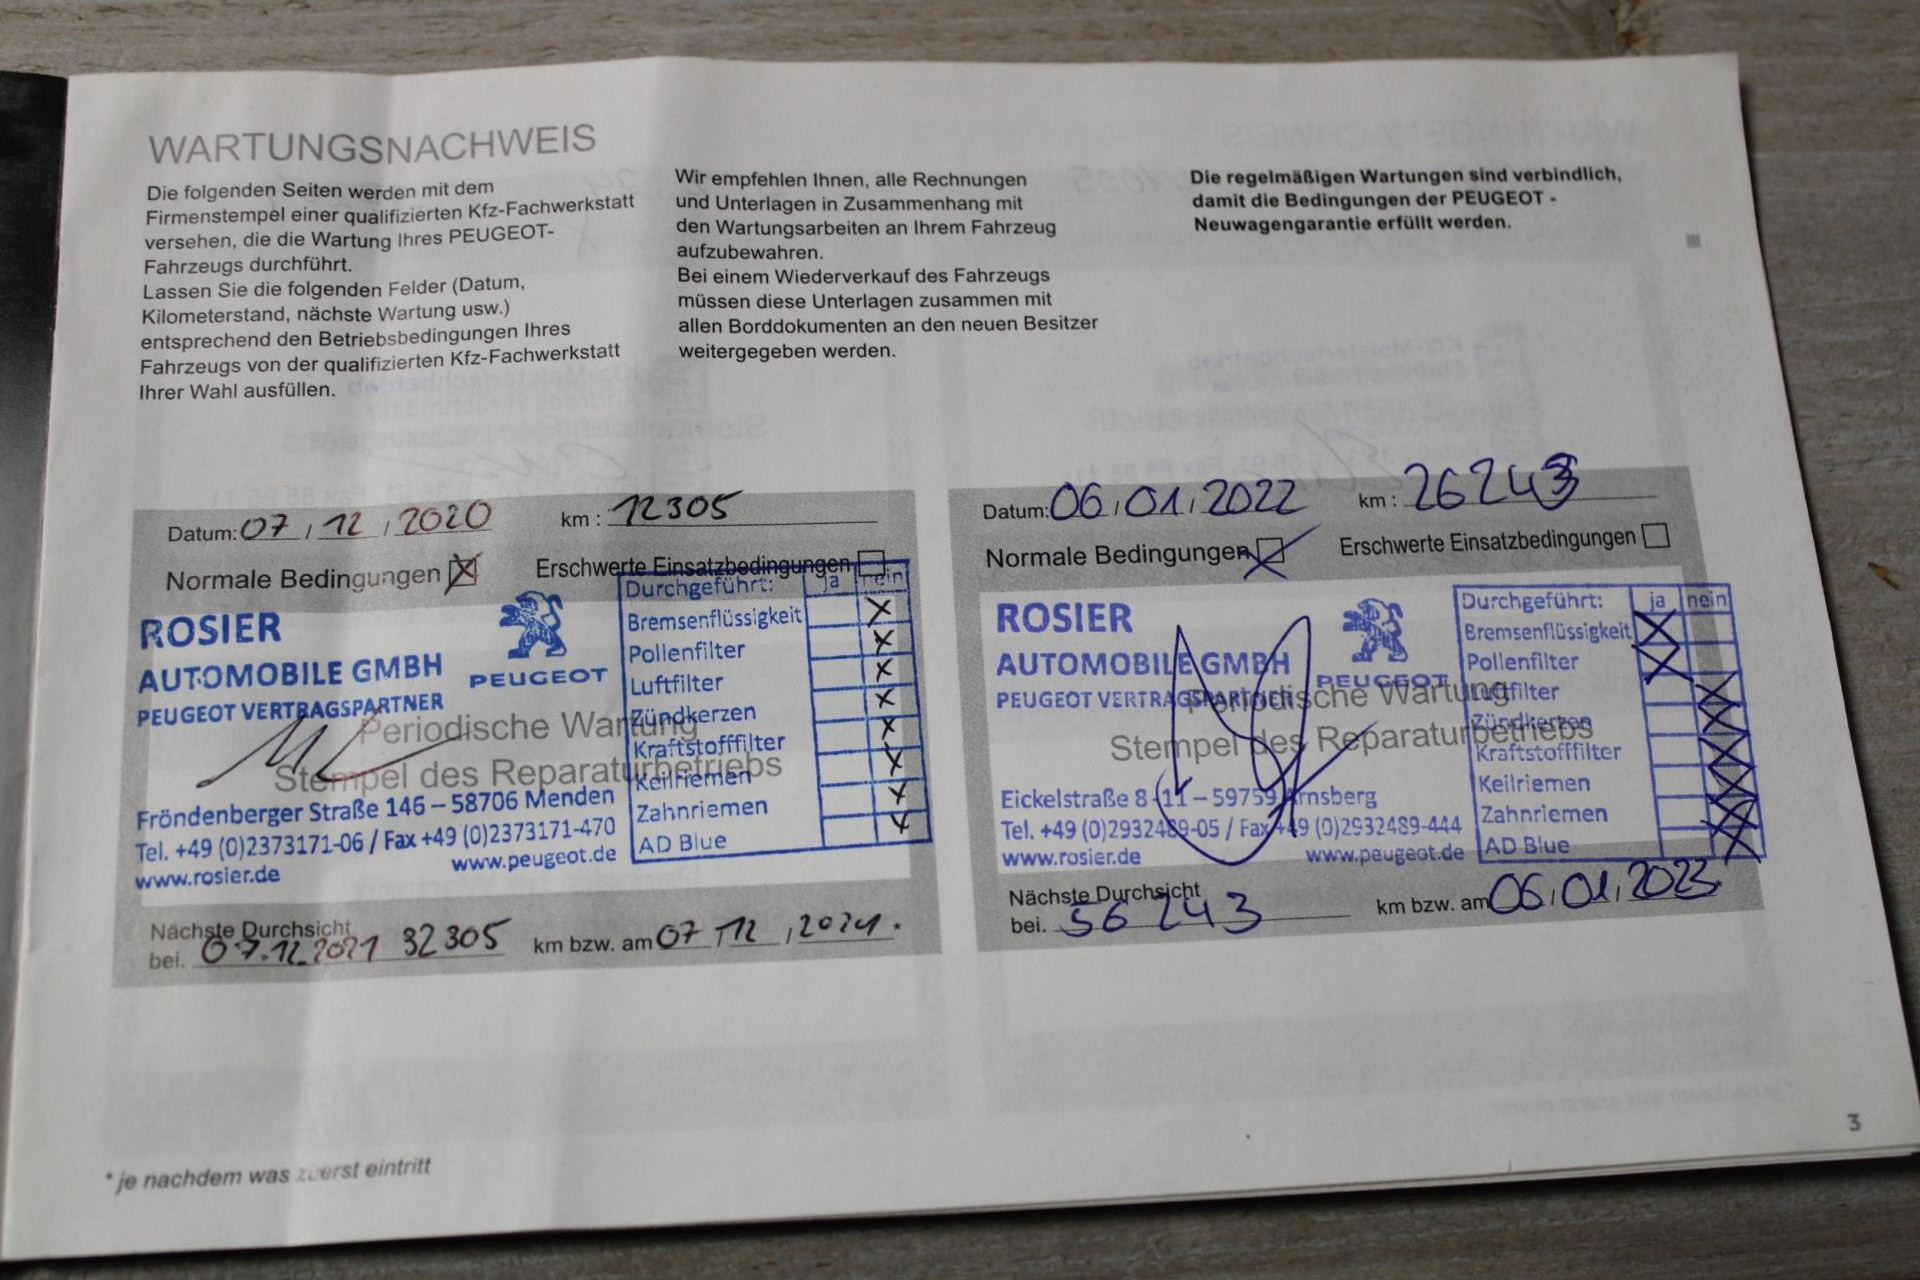 WARTUNGSNACHWEIS
Die folgenden Seiten werden mit dem
Firmenstempel einer qualifizierten Kfz-Fachwerkstatt
versehen, die die Wartung Ihres PEUGEOT-
Fahrzeugs durchführt.
Lassen Sie die folgenden Felder (Datum,
Kilometerstand, nächste Wartung usw.)
entsprechend den Betriebsbedingungen Ihres
Fahrzeugs von der qualifizierten Kfz-Fachwerkstatt
Ihrer Wahl ausfüllen.
Wir empfehlen Ihnen, alle Rechnungen
und Unterlagen in Zusammenhang mit
den Wartungsarbeiten an Ihrem Fahrzeug
aufzubewahren.
Bei einem Wiederverkauf des Fahrzeugs
müssen diese Unterlagen zusammen mit
allen Borddokumenten an den neuen Besitzer
weitergegeben werden.
Die regelmäßigen Wartungen sind verbindlich,
damit die Bedingungen der PEUGEOT -
Neuwagengarantie erfüllt werden.
Datum: 07 / 12 / 2020 km : 12305
Normale Bedingungen Erschwerte Einsatzbedingungen
ROSIER
AUTOMOBILE GMBH
PEUGEOT VERTRAGSPARTNER
PEUGEOT
Periodische Wartung
Stempel des Reparaturbetriebs
Fröndenberger Straße 146 – 58706 Menden
Tel. +49 (0)2373171-06 / Fax +49 (0)2373171-470
www.rosier.de www.peugeot.de
Durchgeführt: ja nein
Bremsenflüssigkeit
Pollenfilter
Luftfilter
Zündkerzen
Kraftstofffilter
Keilriemen
Zahnriemen
AD Blue
Nächste Durchsicht
bei. 07.12.2021 32305 km bzw. am 07 / 12 / 2021.
Datum: 06 / 01 / 2022 km : 26243
Normale Bedingungen Erschwerte Einsatzbedingungen
ROSIER
AUTOMOBILE GMBH
PEUGEOT VERTRAGSPARTNER
PEUGEOT
Periodische Wartung
Stempel des Reparaturbetriebs
Eickelstraße 8-11 – 59759 Arnsberg
Tel. +49 (0)2932489-05 / Fax +49 (0)2932489-444
www.rosier.de www.peugeot.de
Durchgeführt: ja nein
Bremsenflüssigkeit
Pollenfilter
Luftfilter
Zündkerzen
Kraftstofffilter
Keilriemen
Zahnriemen
AD Blue
Nächste Durchsicht
bei. 56243 km bzw. am 06 / 01 / 2023
* je nachdem was zuerst eintritt
3